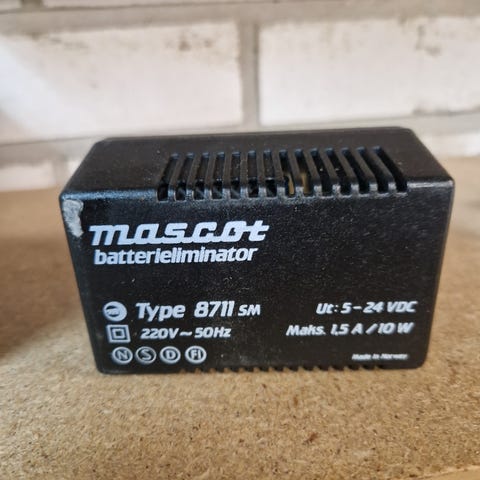 mascot
batterieliminator
Type 8711 SM
220V ~ 50Hz
N S D FI
Ut: 5-24 VDC
Maks. 1,5 A / 10 W
Made in Norway